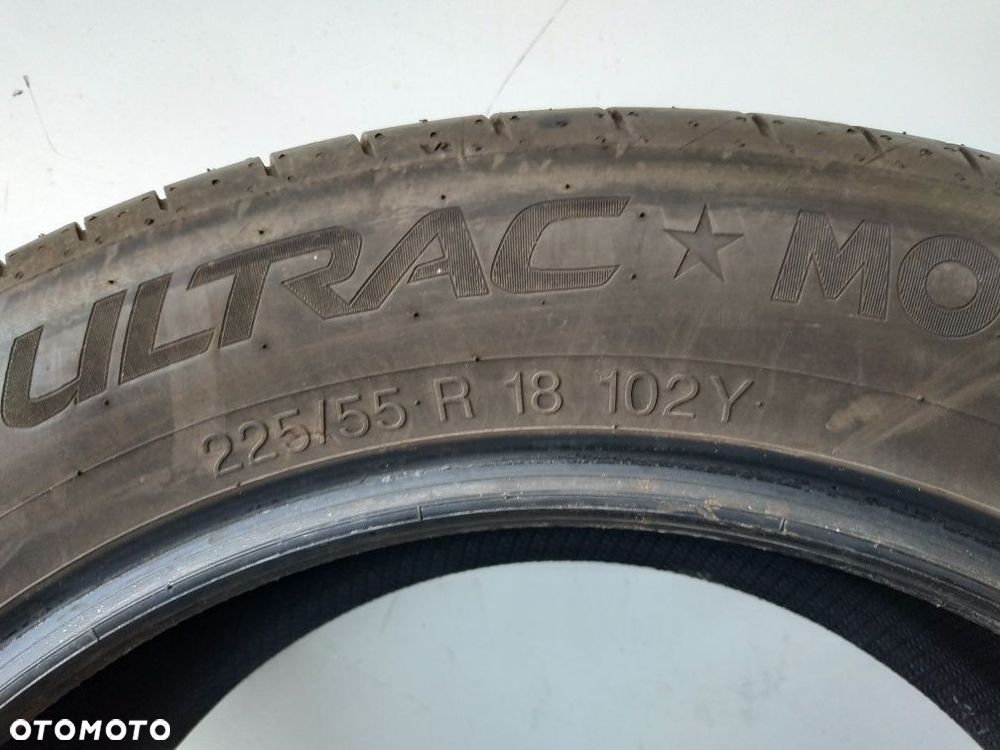 ULTRAC ★ MO
225/55 R 18 102Y
OTOMOTO